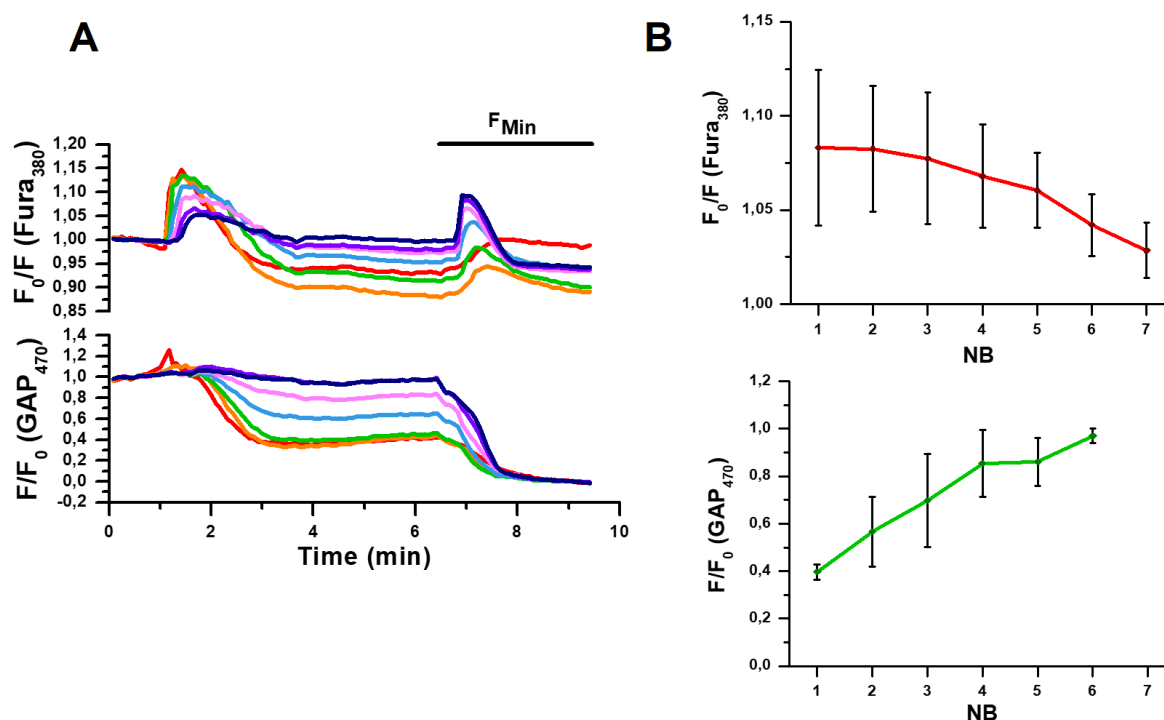 A
F0/F (Fura380)
1,20
1,15
1,10
1,05
1,00
0,95
0,90
0,85
FMin
F/F0 (GAP470)
1,4
1,2
1,0
0,8
0,6
0,4
0,2
0,0
-0,2
0 2 4 6 8 10
Time (min)
B
F0/F (Fura380)
1,15
1,10
1,05
1,00
1 2 3 4 5 6 7
NB
F/F0 (GAP470)
1,2
1,0
0,8
0,6
0,4
0,2
0,0
1 2 3 4 5 6 7
NB